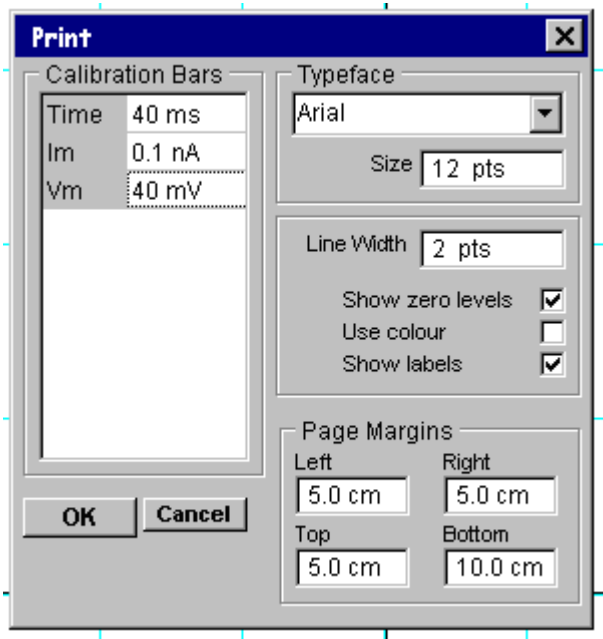 Print
Calibration Bars
Time 40 ms
Im 0.1 nA
Vm 40 mV
OK Cancel
Typeface
Arial
Size 12 pts
Line Width 2 pts
Show zero levels
Use colour
Show labels
Page Margins
Left Right
5.0 cm 5.0 cm
Top Bottom
5.0 cm 10.0 cm